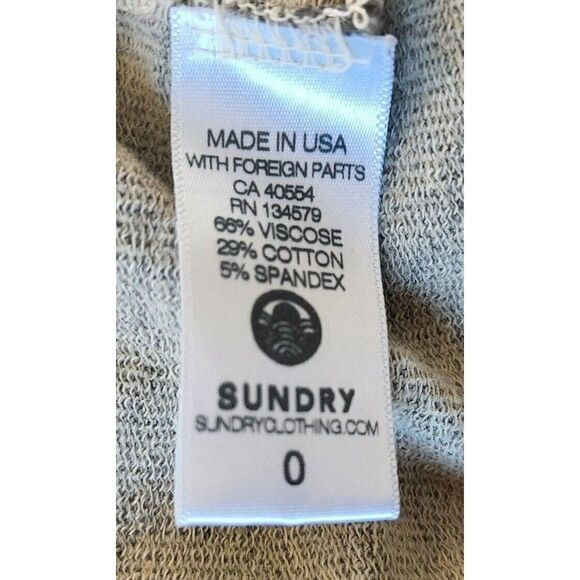 MADE IN USA
WITH FOREIGN PARTS
CA 40554
RN 134579
66% VISCOSE
29% COTTON
5% SPANDEX
SUNDRY
SUNDRYCLOTHING.COM
0